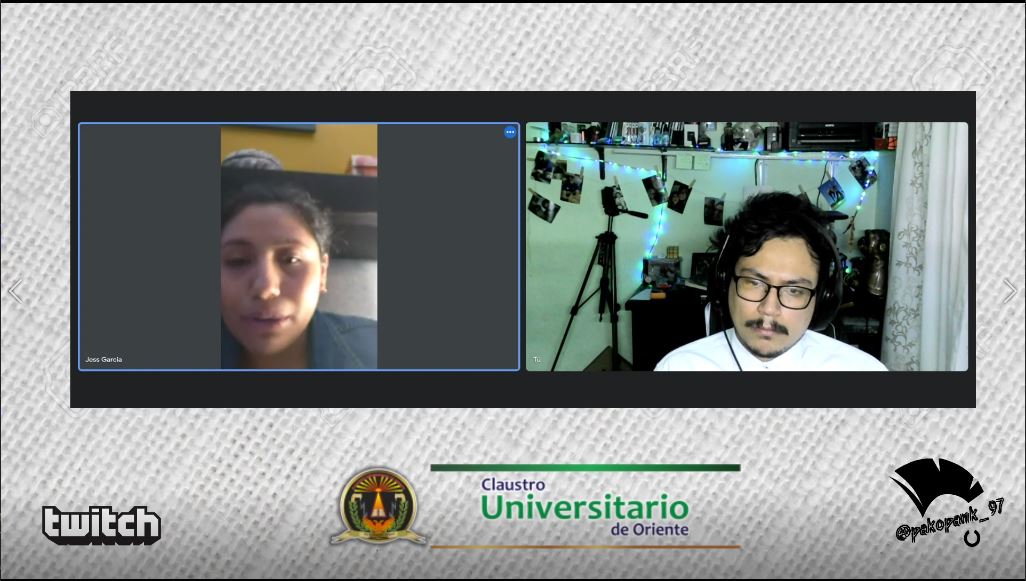 Joss Garcia
Tú
twitch
Claustro
Universitario
de Oriente
@pakopank_97